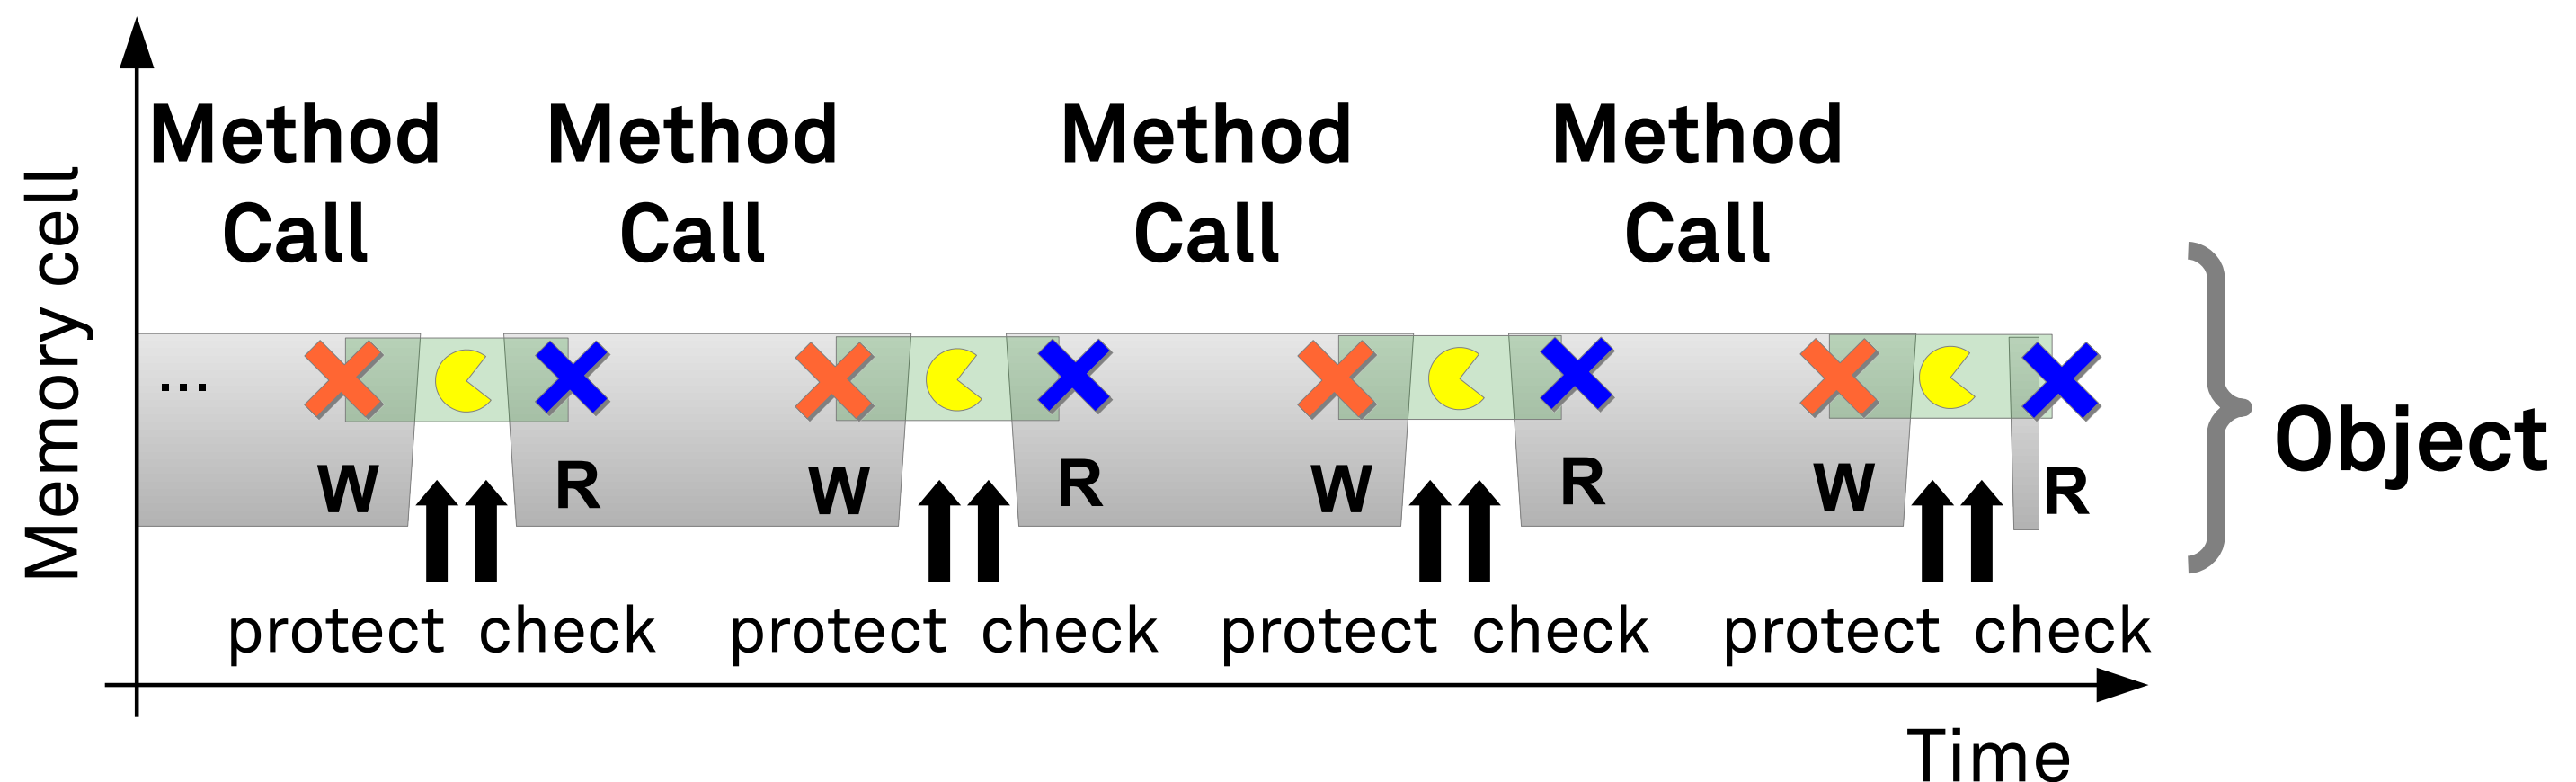 Method Call
Method Call
Method Call
Method Call
Memory cell
...
W
R
W
R
W
R
W
R
Object
protect check
protect check
protect check
protect check
Time